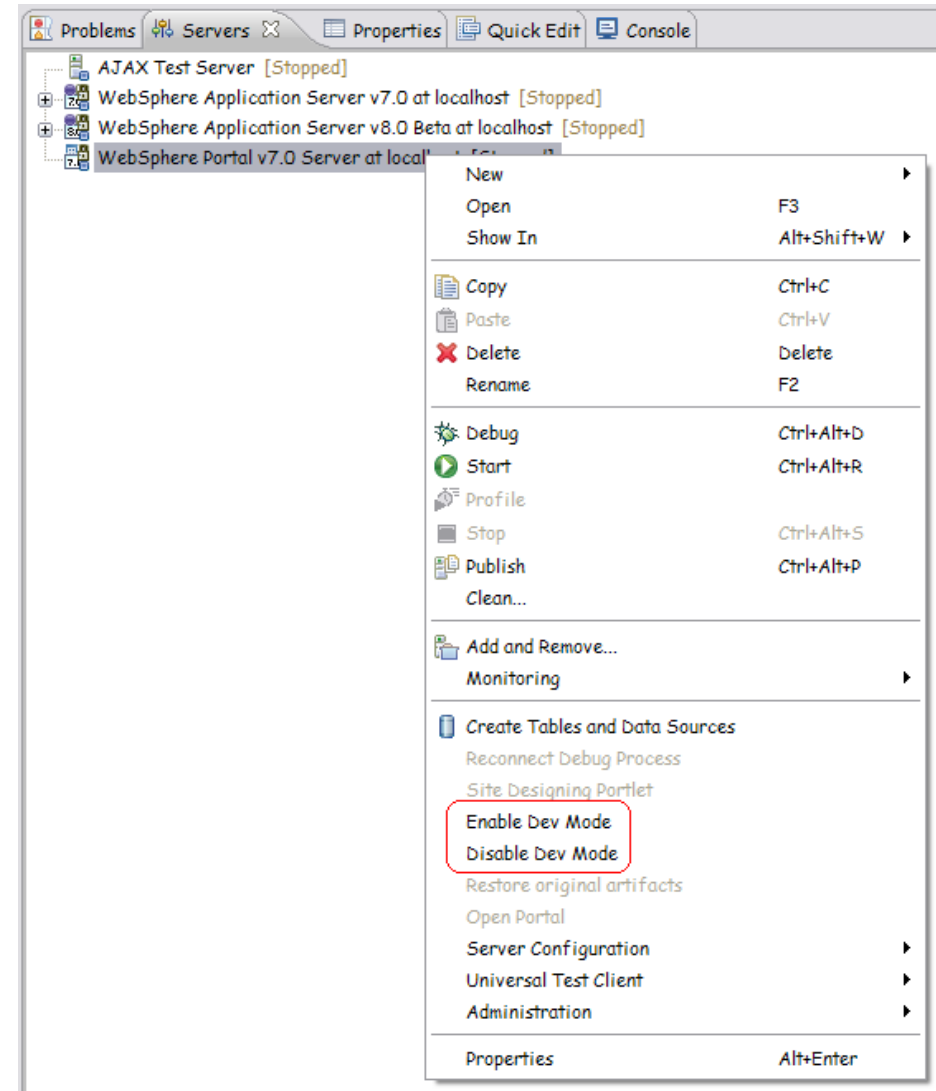 Problems Servers Properties Quick Edit Console
AJAX Test Server [Stopped]
WebSphere Application Server v7.0 at localhost [Stopped]
WebSphere Application Server v8.0 Beta at localhost [Stopped]
WebSphere Portal v7.0 Server at local
New
Open F3
Show In Alt+Shift+W
Copy Ctrl+C
Paste Ctrl+V
Delete Delete
Rename F2
Debug Ctrl+Alt+D
Start Ctrl+Alt+R
Profile
Stop Ctrl+Alt+S
Publish Ctrl+Alt+P
Clean...
Add and Remove...
Monitoring
Create Tables and Data Sources
Reconnect Debug Process
Site Designing Portlet
Enable Dev Mode
Disable Dev Mode
Restore original artifacts
Open Portal
Server Configuration
Universal Test Client
Administration
Properties Alt+Enter